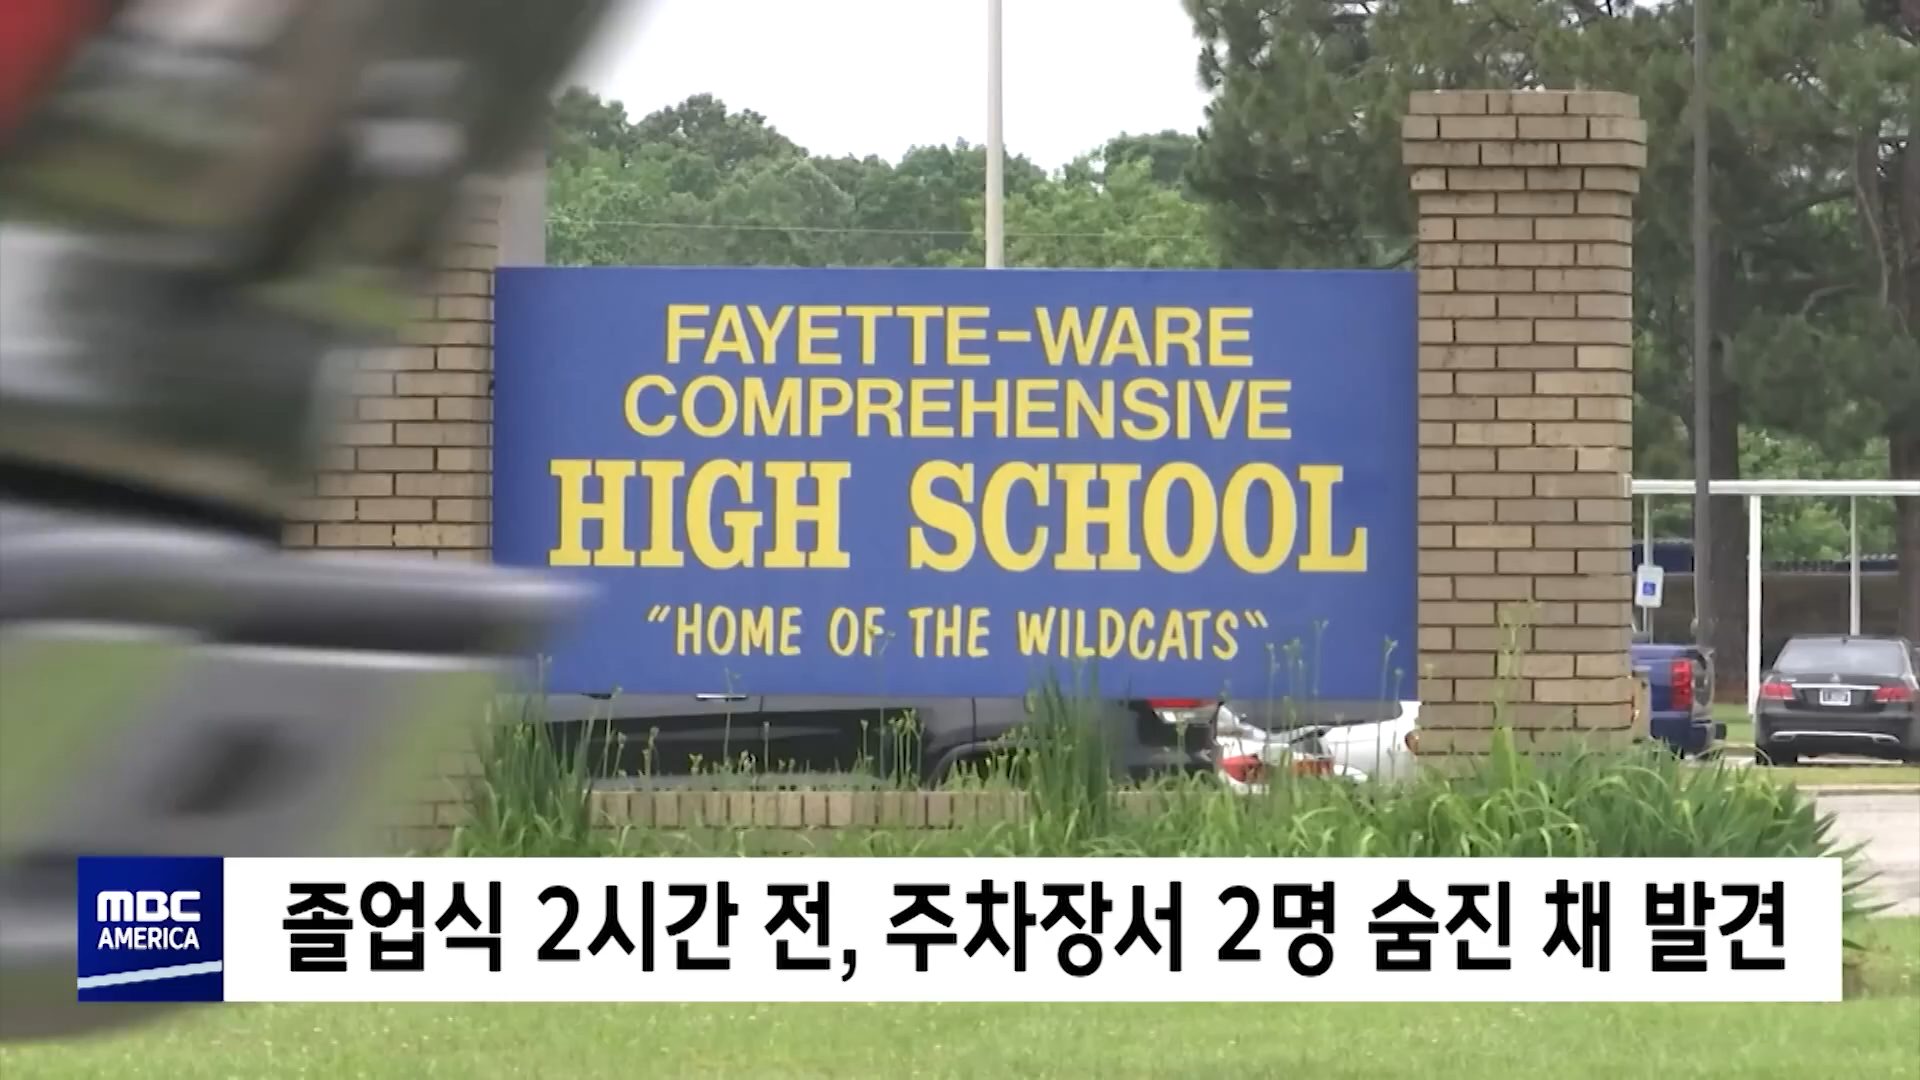 FAYETTE-WARE
COMPREHENSIVE
HIGH SCHOOL
"HOME OF THE WILDCATS"
MBC
AMERICA
졸업식 2시간 전, 주차장서 2명 숨진 채 발견